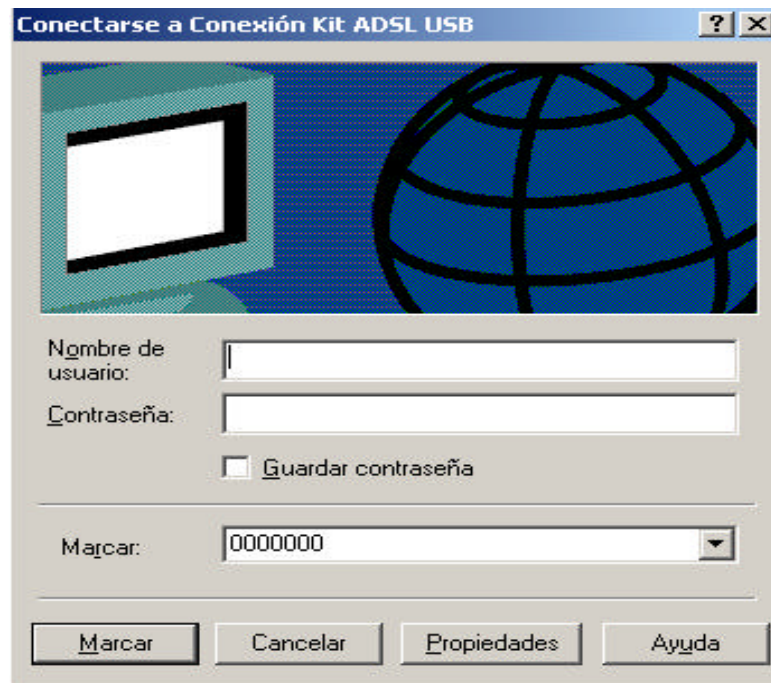 Conectarse a Conexión Kit ADSL USB
Nombre de
usuario:
Contraseña:
Guardar contraseña
Marcar: 0000000
Marcar Cancelar Propiedades Ayuda